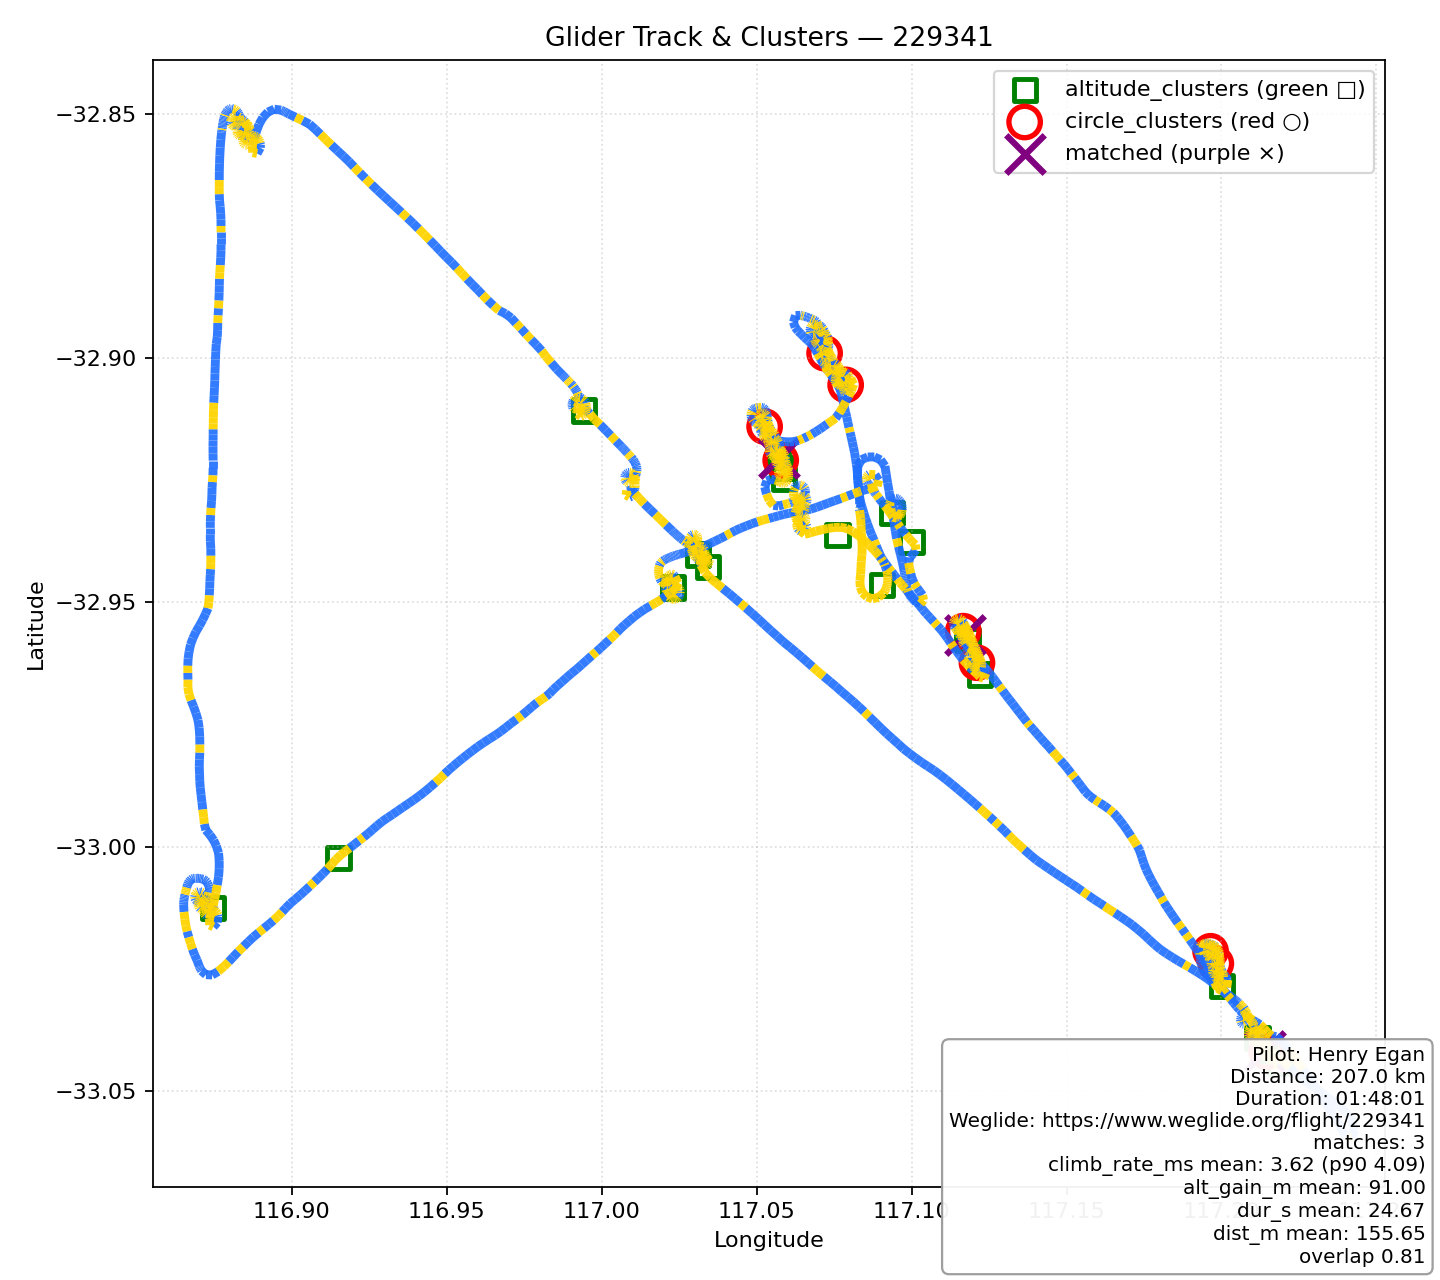 Glider Track & Clusters — 229341
altitude_clusters (green □)
circle_clusters (red ○)
matched (purple ×)
Latitude
−32.85
−32.90
−32.95
−33.00
−33.05
116.90
116.95
117.00
117.05
117.10
117.15
Longitude
Pilot: Henry Egan
Distance: 207.0 km
Duration: 01:48:01
Weglide: https://www.weglide.org/flight/229341
matches: 3
climb_rate_ms mean: 3.62 (p90 4.09)
alt_gain_m mean: 91.00
dur_s mean: 24.67
dist_m mean: 155.65
overlap 0.81